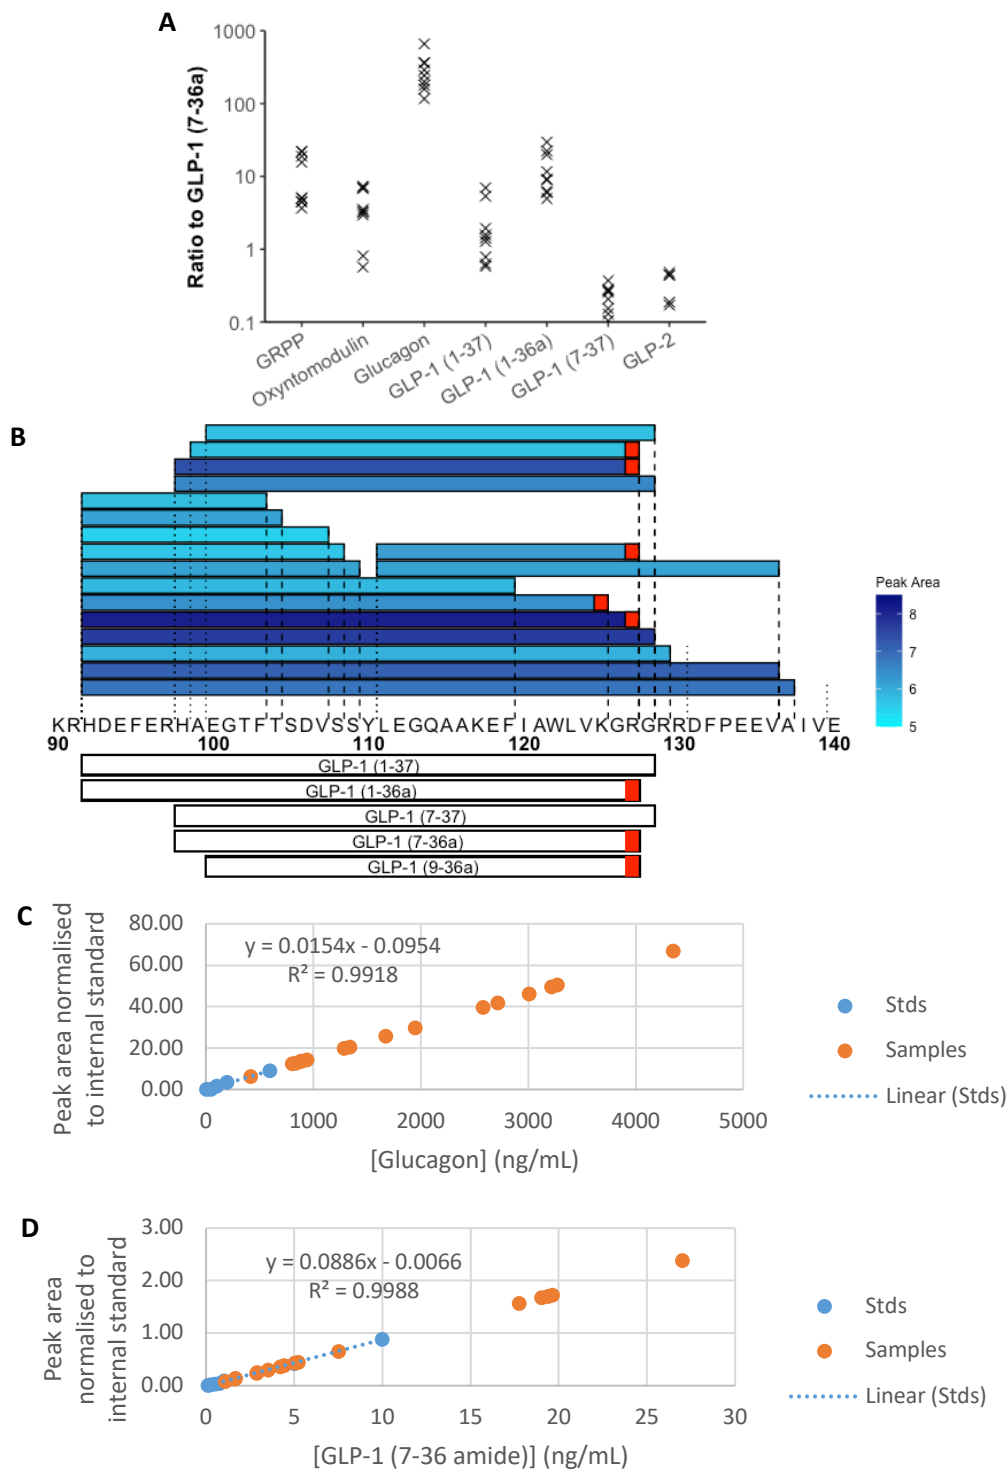 A
Ratio to GLP-1 (7-36a)
1000
100
10
1
0.1
GRPP
Oxyntomodulin
Glucagon
GLP-1 (1-37)
GLP-1 (1-36a)
GLP-1 (7-37)
GLP-2
B
Peak Area
8
7
6
5
KRHDEFERHAEGTFTSDVSSYLEGQAAKEFIAWLVKGRGRRDFPEEVAIVE
90 100 110 120 130 140
GLP-1 (1-37)
GLP-1 (1-36a)
GLP-1 (7-37)
GLP-1 (7-36a)
GLP-1 (9-36a)
C
Peak area normalised
to internal standard
80.00
60.00
40.00
20.00
0.00
y = 0.0154x - 0.0954
R² = 0.9918
0 1000 2000 3000 4000 5000
[Glucagon] (ng/mL)
Stds
Samples
Linear (Stds)
D
Peak area
normalised to
internal standard
3.00
2.00
1.00
0.00
y = 0.0886x - 0.0066
R² = 0.9988
0 5 10 15 20 25 30
[GLP-1 (7-36 amide)] (ng/mL)
Stds
Samples
Linear (Stds)